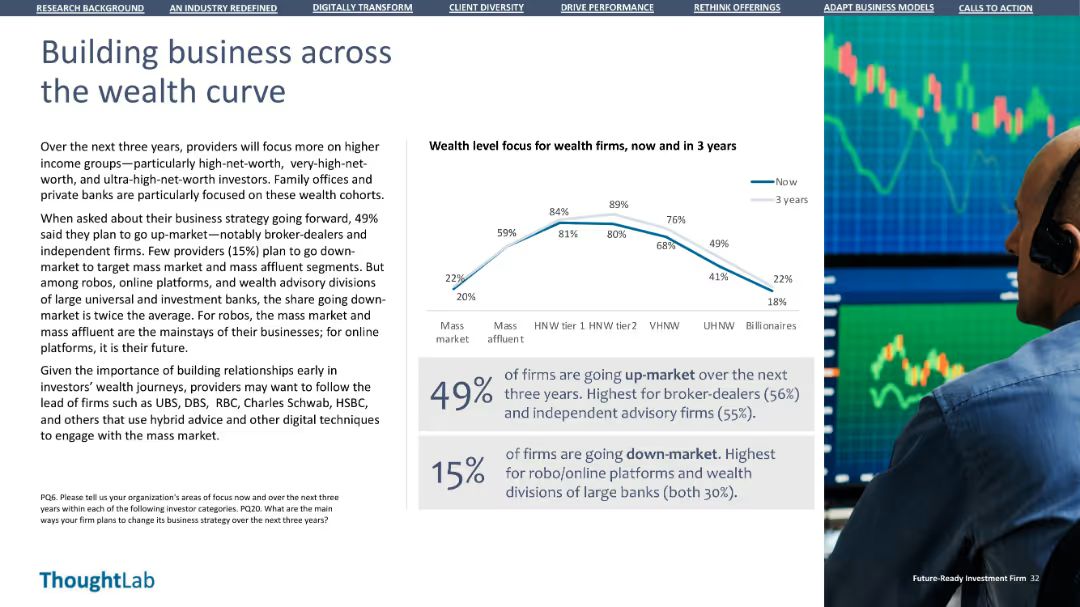 RESEARCH BACKGROUND AN INDUSTRY REDEFINED DIGITALLY TRANSFORM CLIENT DIVERSITY DRIVE PERFORMANCE RETHINK OFFERINGS ADAPT BUSINESS MODELS CALLS TO ACTION
Building business across
the wealth curve
Over the next three years, providers will focus more on higher
income groups—particularly high-net-worth, very-high-net-
worth, and ultra-high-net-worth investors. Family offices and
private banks are particularly focused on these wealth cohorts.
When asked about their business strategy going forward, 49%
said they plan to go up-market—notably broker-dealers and
independent firms. Few providers (15%) plan to go down-
market to target mass market and mass affluent segments. But
among robos, online platforms, and wealth advisory divisions
of large universal and investment banks, the share going down-
market is twice the average. For robos, the mass market and
mass affluent are the mainstays of their businesses; for online
platforms, it is their future.
Given the importance of building relationships early in
investors’ wealth journeys, providers may want to follow the
lead of firms such as UBS, DBS, RBC, Charles Schwab, HSBC,
and others that use hybrid advice and other digital techniques
to engage with the mass market.
PQ6. Please tell us your organization's areas of focus now and over the next three
years within each of the following investor categories. PQ20. What are the main
ways your firm plans to change its business strategy over the next three years?
Wealth level focus for wealth firms, now and in 3 years
Now
3 years
22% 59% 84% 89% 76% 49% 22%
20% 81% 80% 68% 41% 18%
Mass Mass HNW tier 1 HNW tier2 VHNW UHNW Billionaires
market affluent
49% of firms are going up-market over the next
three years. Highest for broker-dealers (56%)
and independent advisory firms (55%).
15% of firms are going down-market. Highest
for robo/online platforms and wealth
divisions of large banks (both 30%).
ThoughtLab
Future-Ready Investment Firm 32